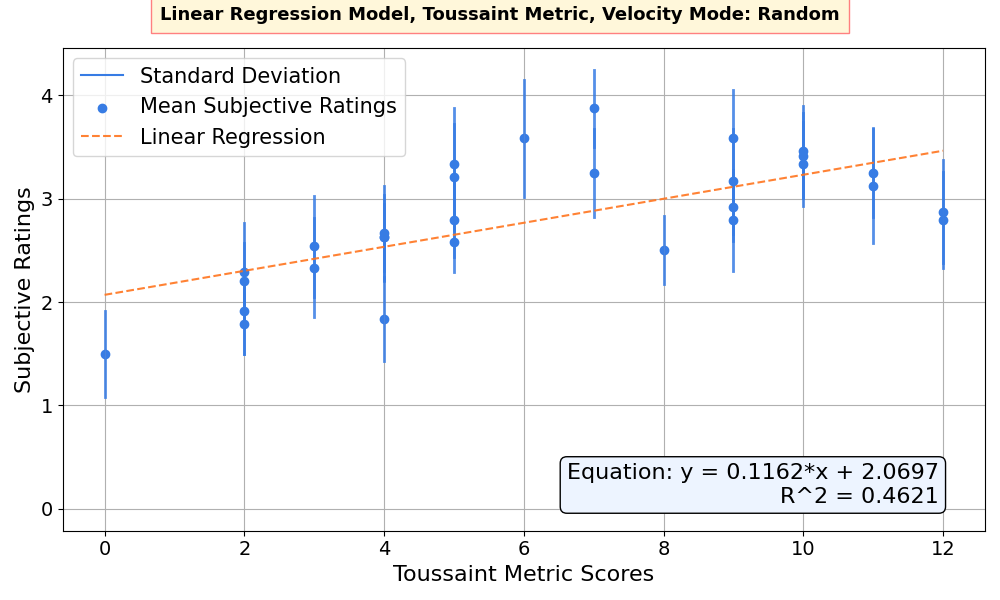 Linear Regression Model, Toussaint Metric, Velocity Mode: Random
Standard Deviation
Mean Subjective Ratings
Linear Regression
Subjective Ratings
4
3
2
1
0
Equation: y = 0.1162*x + 2.0697
R^2 = 0.4621
0 2 4 6 8 10 12
Toussaint Metric Scores